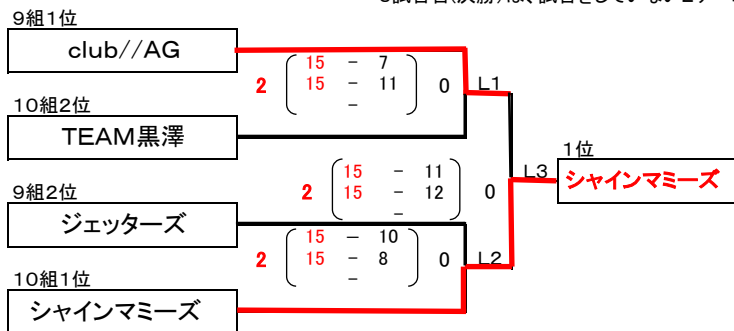 9組1位
club//AG
15 - 7
2 15 - 11 0 L1
-
10組2位
TEAM黒澤
1位
15 - 11
2 15 - 12 0 L3 シャインマミーズ
-
9組2位
ジェッターズ
15 - 10
2 15 - 8 0 L2
-
10組1位
シャインマミーズ